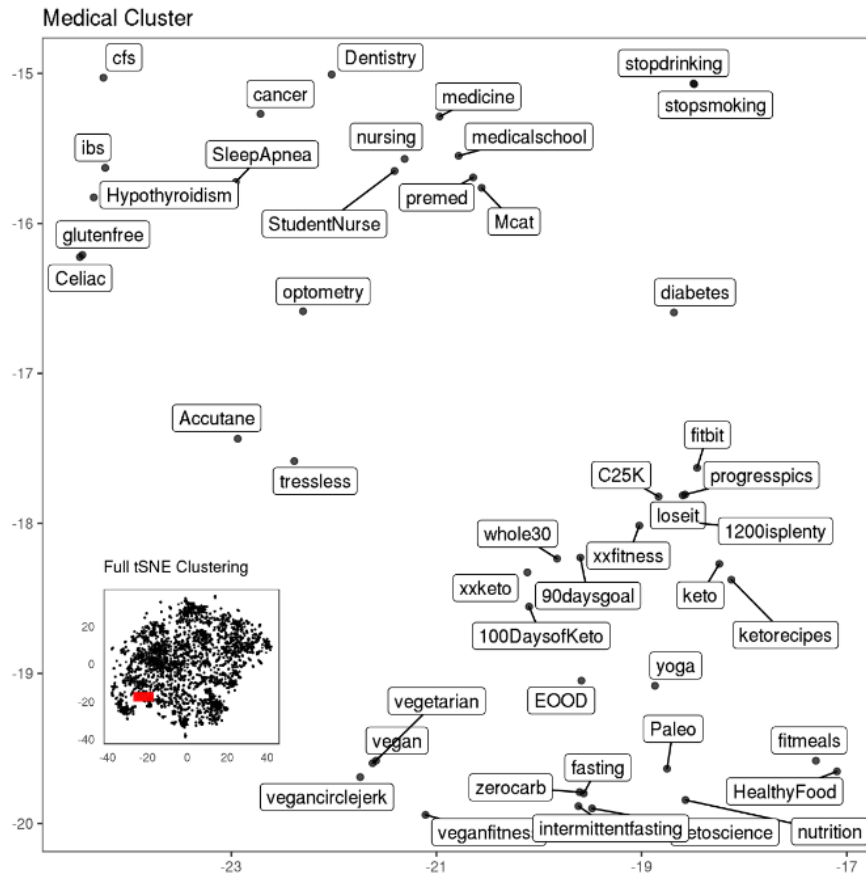 Medical Cluster
cfs
Dentistry
stopdrinking
cancer
medicine
stopsmoking
ibs
nursing
medicalschool
SleepApnea
Hypothyroidism
premed
StudentNurse
Mcat
glutenfree
Celiac
optometry
diabetes
Accutane
fitbit
tressless
C25K
progresspics
loseit
1200isplenty
whole30
xxfitness
xxketo
90daysgoal
keto
100DaysofKeto
ketorecipes
yoga
EOOD
vegetarian
vegan
Paleo
fitmeals
fasting
zerocarb
HealthyFood
vegancirclejerk
veganfitness
intermittentfasting
etoscience
nutrition
-15
-16
-17
-18
-19
-20
-23
-21
-19
-17
Full tSNE Clustering
20
0
-20
-40
-40
-20
0
20
40